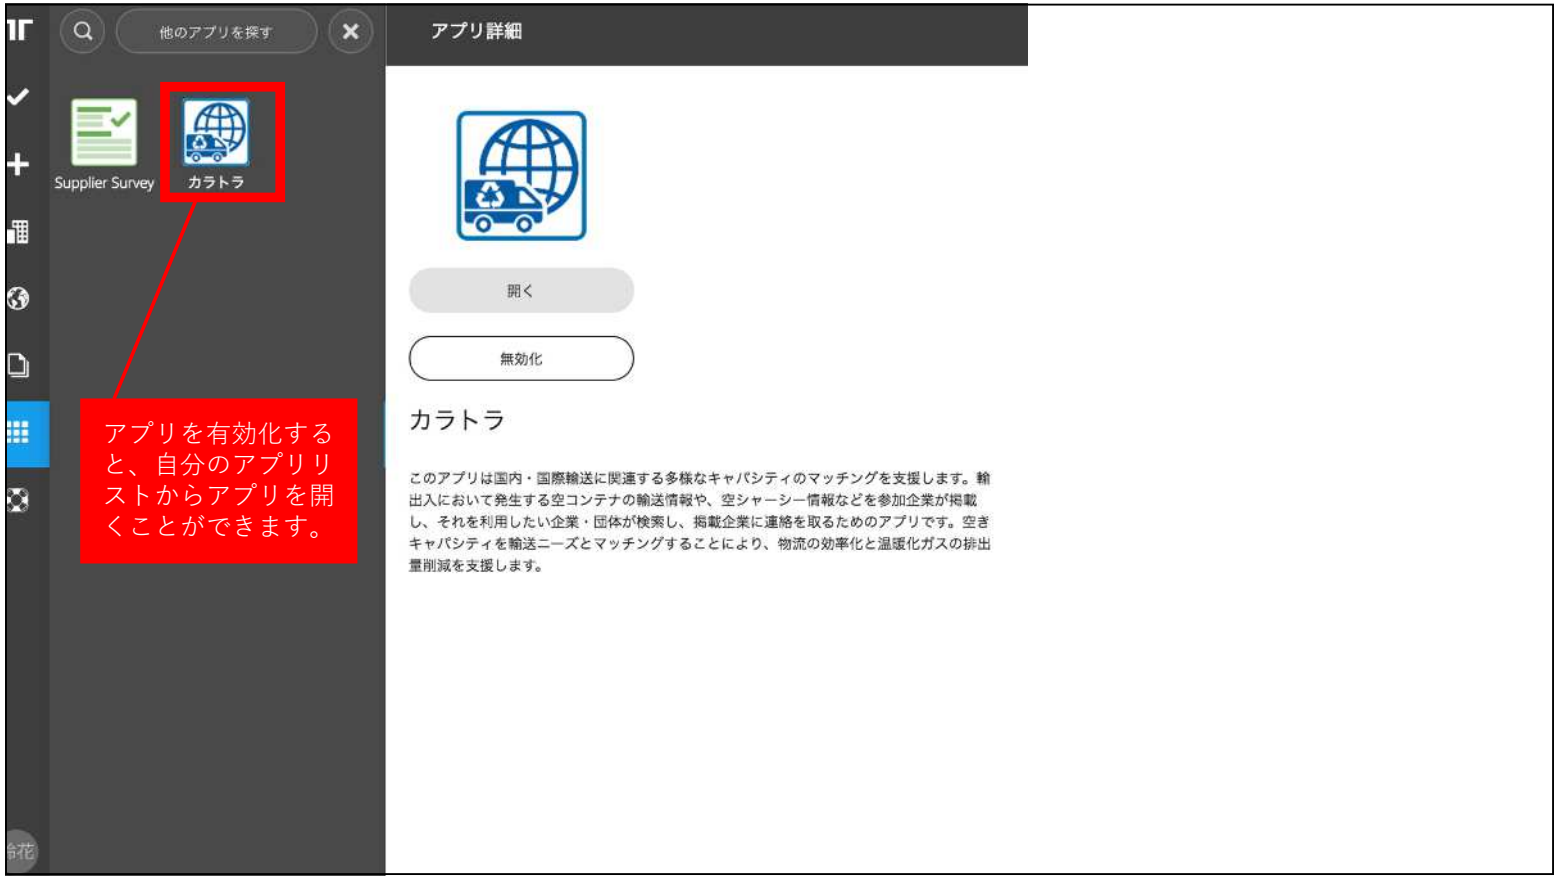 他のアプリを探す
アプリ詳細
Supplier Survey
カラトラ
開く
無効化
カラトラ
アプリを有効化する
と、自分のアプリリ
ストからアプリを開
くことができます。
このアプリは国内・国際輸送に関連する多様なキャパシティのマッチングを支援します。輸
出入において発生する空コンテナの輸送情報や、空シャーシー情報などを参加企業が掲載
し、それを利用したい企業・団体が検索し、掲載企業に連絡を取るためのアプリです。空き
キャパシティを輸送ニーズとマッチングすることにより、物流の効率化と温暖化ガスの排出
量削減を支援します。